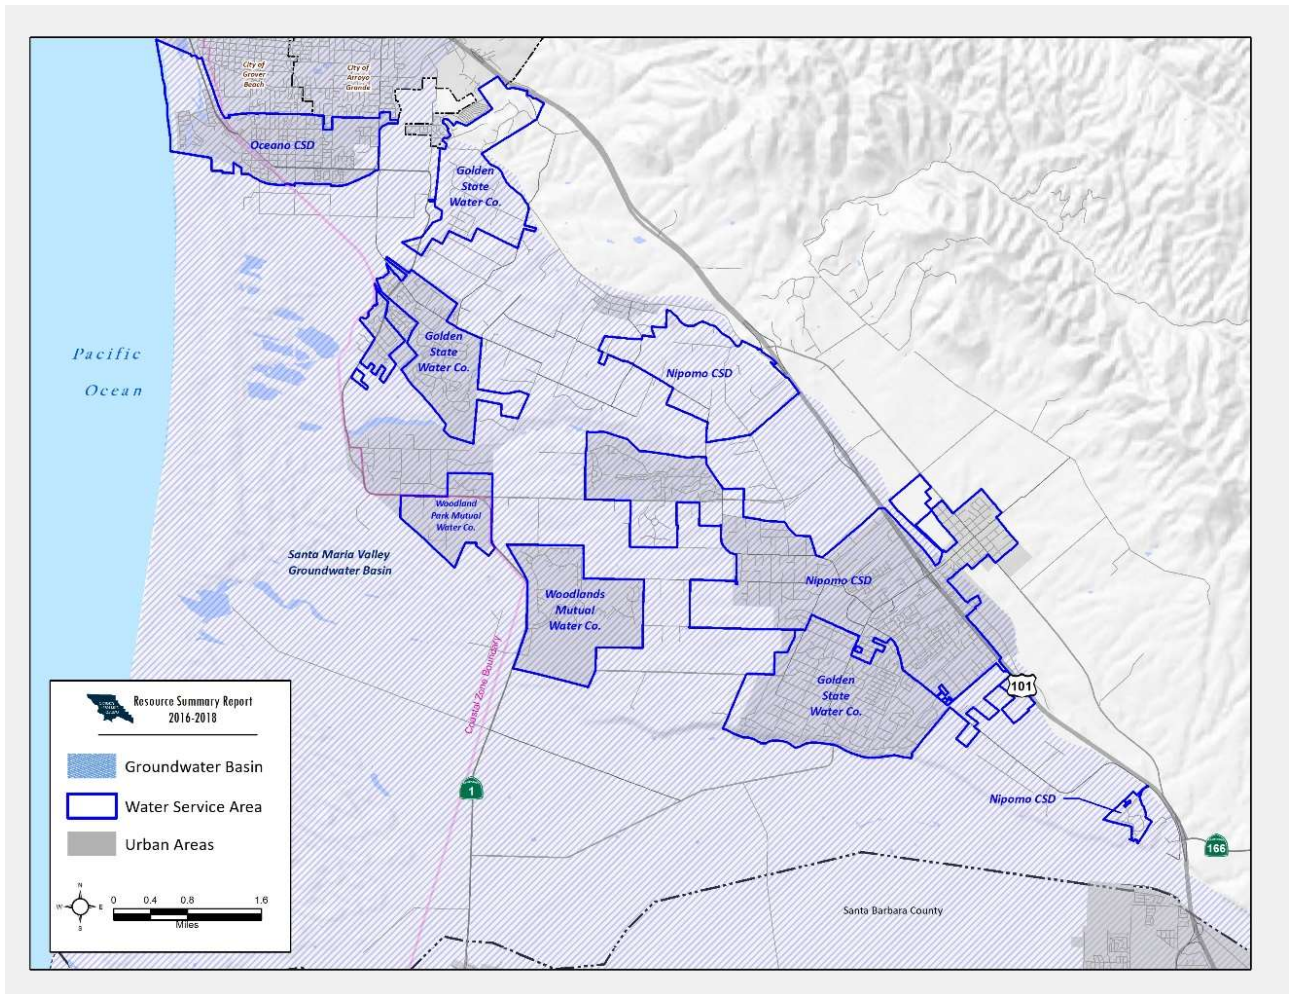 City of
Grover
Beach
City of
Arroyo
Grande
Oceano CSD
Golden
State
Water Co.
Golden
State
Water Co.
Nipomo CSD
Pacific
Ocean
Woodland
Park Mutual
Water Co.
Santa Maria Valley
Groundwater Basin
Woodlands
Mutual
Water Co.
Nipomo CSD
Golden
State
Water Co.
101
Coastal Zone Boundary
1
Nipomo CSD
166
Santa Barbara County
Resource Summary Report
2016-2018
Groundwater Basin
Water Service Area
Urban Areas
N
W E
S
0 0.4 0.8 1.6
Miles